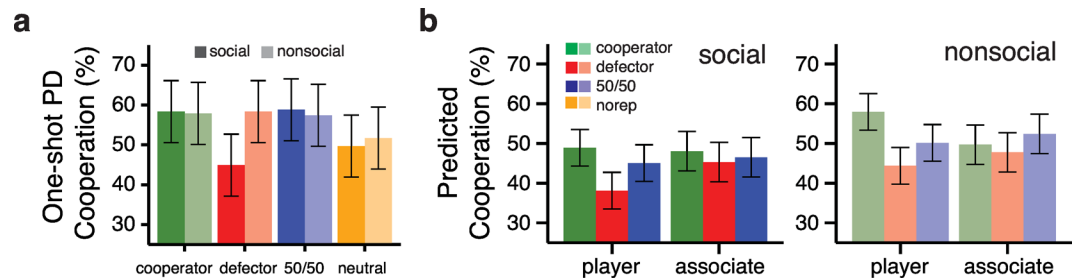 a
One-shot PD
Cooperation (%)
social nonsocial
70
60
50
40
30
cooperator defector 50/50 neutral
b
Predicted
Cooperation (%)
70
60
50
40
30
cooperator
defector
50/50
norep
social
player associate
nonsocial
70
60
50
40
30
player associate